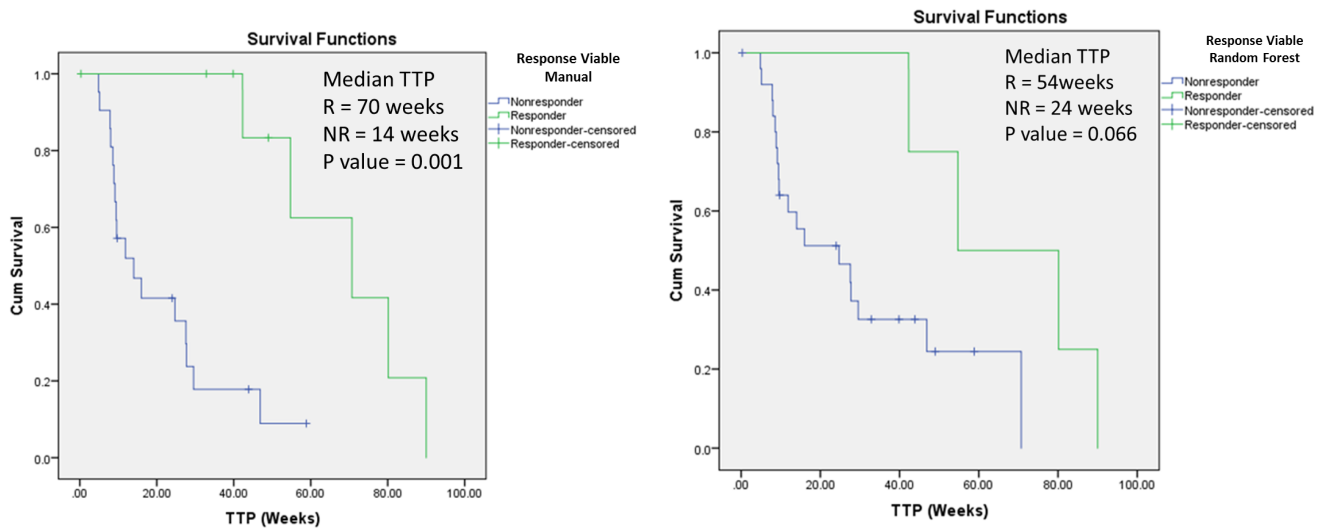 Survival Functions
Median TTP
R = 70 weeks
NR = 14 weeks
P value = 0.001
Response Viable
Manual
Nonresponder
Responder
Nonresponder-censored
Responder-censored
Cum Survival
1.0
0.8
0.6
0.4
0.2
0.0
.00 20.00 40.00 60.00 80.00 100.00
TTP (Weeks)
Survival Functions
Median TTP
R = 54weeks
NR = 24 weeks
P value = 0.066
Response Viable
Random Forest
Nonresponder
Responder
Nonresponder-censored
Responder-censored
Cum Survival
1.0
0.8
0.6
0.4
0.2
0.0
.00 20.00 40.00 60.00 80.00 100.00
TTP (Weeks)